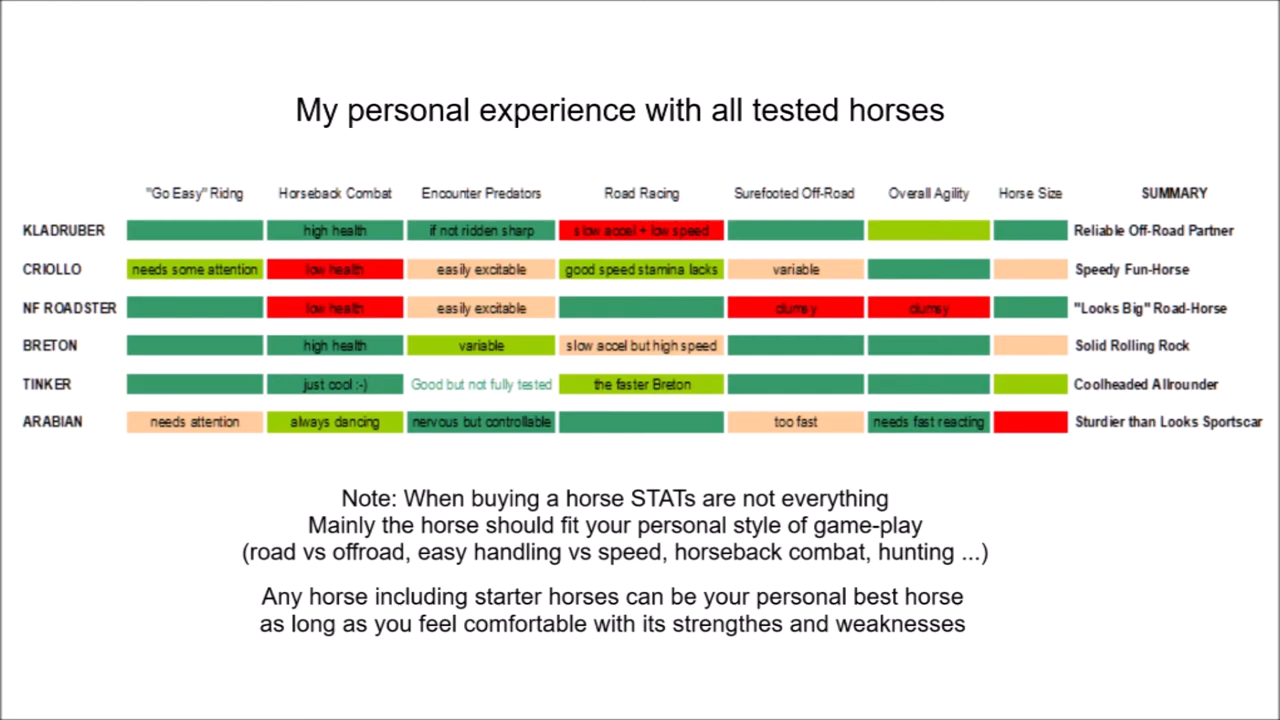 My personal experience with all tested horses
"Go Easy" Ridng Horseback Combat Encounter Predators Road Racing Surefooted Off-Road Overall Agility Horse Size SUMMARY
KLADRUBER high health if not ridden sharp slow accel + low speed Reliable Off-Road Partner
CRIOLLO needs some attention low health easily excitable good speed stamina lacks variable Speedy Fun-Horse
NF ROADSTER low health easily excitable clumsy clumsy "Looks Big" Road-Horse
BRETON high health variable slow accel but high speed Solid Rolling Rock
TINKER just cool :-) Good but not fully tested the faster Breton Coolheaded Allrounder
ARABIAN needs attention always dancing nervous but controllable too fast needs fast reacting Sturdier than Looks Sportscar
Note: When buying a horse STATs are not everything
Mainly the horse should fit your personal style of game-play
(road vs offroad, easy handling vs speed, horseback combat, hunting ...)
Any horse including starter horses can be your personal best horse
as long as you feel comfortable with its strengthes and weaknesses